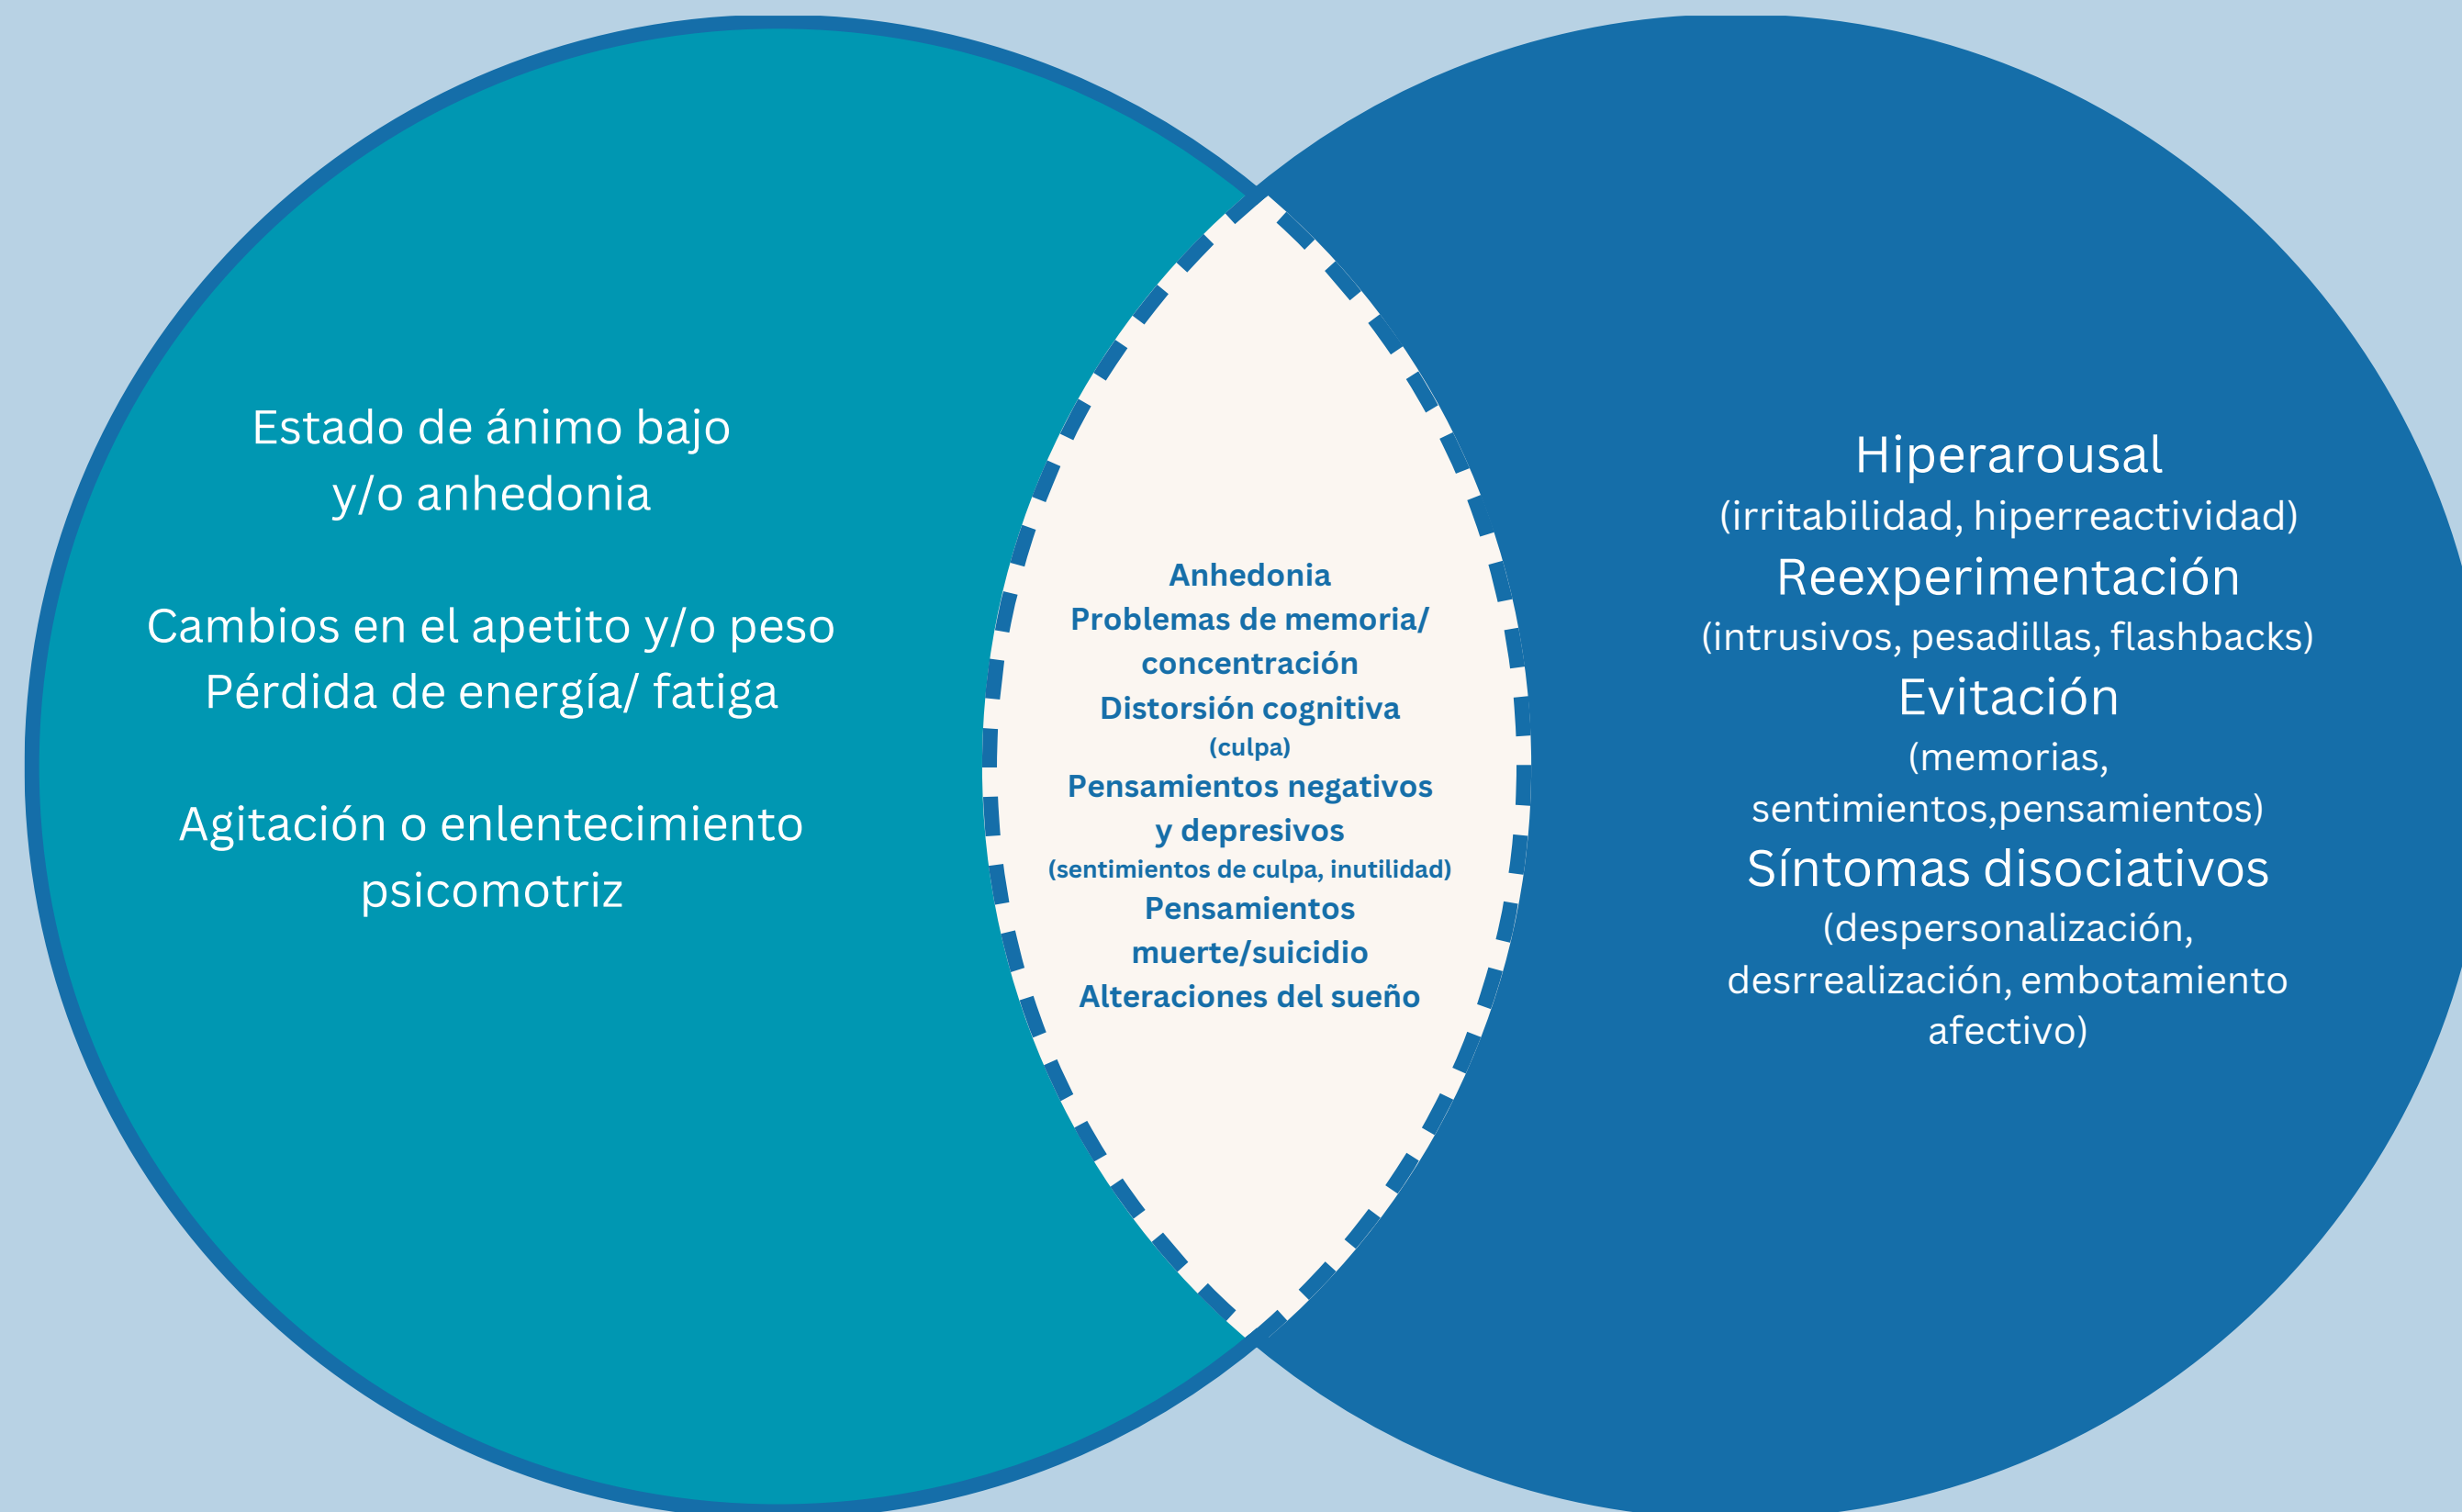 Estado de ánimo bajo
y/o anhedonia
Cambios en el apetito y/o peso
Pérdida de energía/ fatiga
Agitación o enlentecimiento
psicomotriz
Anhedonia
Problemas de memoria/
concentración
Distorsión cognitiva
(culpa)
Pensamientos negativos
y depresivos
(sentimientos de culpa, inutilidad)
Pensamientos
muerte/suicidio
Alteraciones del sueño
Hiperarousal
(irritabilidad, hiperreactividad)
Reexperimentación
(intrusivos, pesadillas, flashbacks)
Evitación
(memorias,
sentimientos,pensamientos)
Síntomas disociativos
(despersonalización,
desrrealización, embotamiento
afectivo)